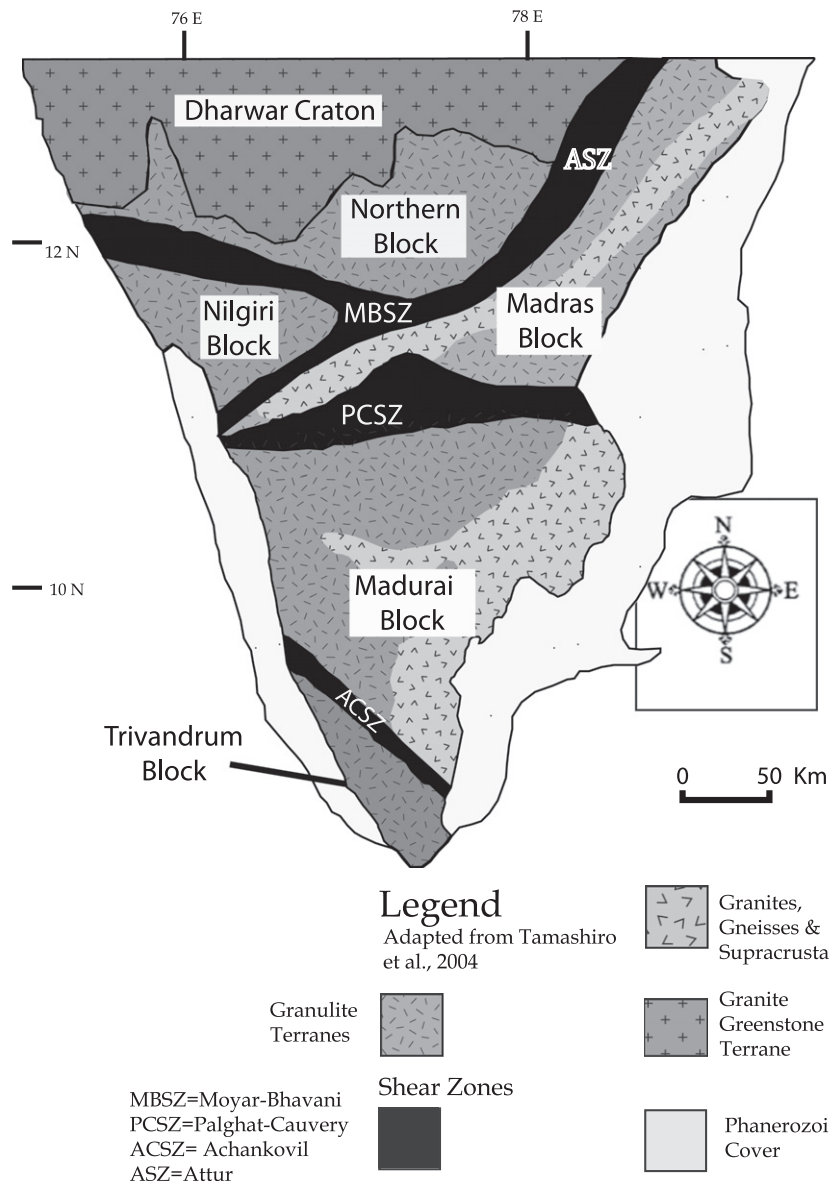 76 E
78 E
Dharwar Craton
ASZ
Northern
Block
12 N
Nilgiri
Block
MBSZ
Madras
Block
PCSZ
N
W
E
S
10 N
Madurai
Block
ACSZ
Trivandrum
Block
0 50 Km
Legend
Adapted from Tamashiro
et al., 2004
Granites,
Gneisses &
Supracrusta
Granulite
Terranes
Granite
Greenstone
Terrane
Shear Zones
MBSZ=Moyar-Bhavani
PCSZ=Palghat-Cauvery
ACSZ= Achankovil
ASZ=Attur
Phanerozoi
Cover